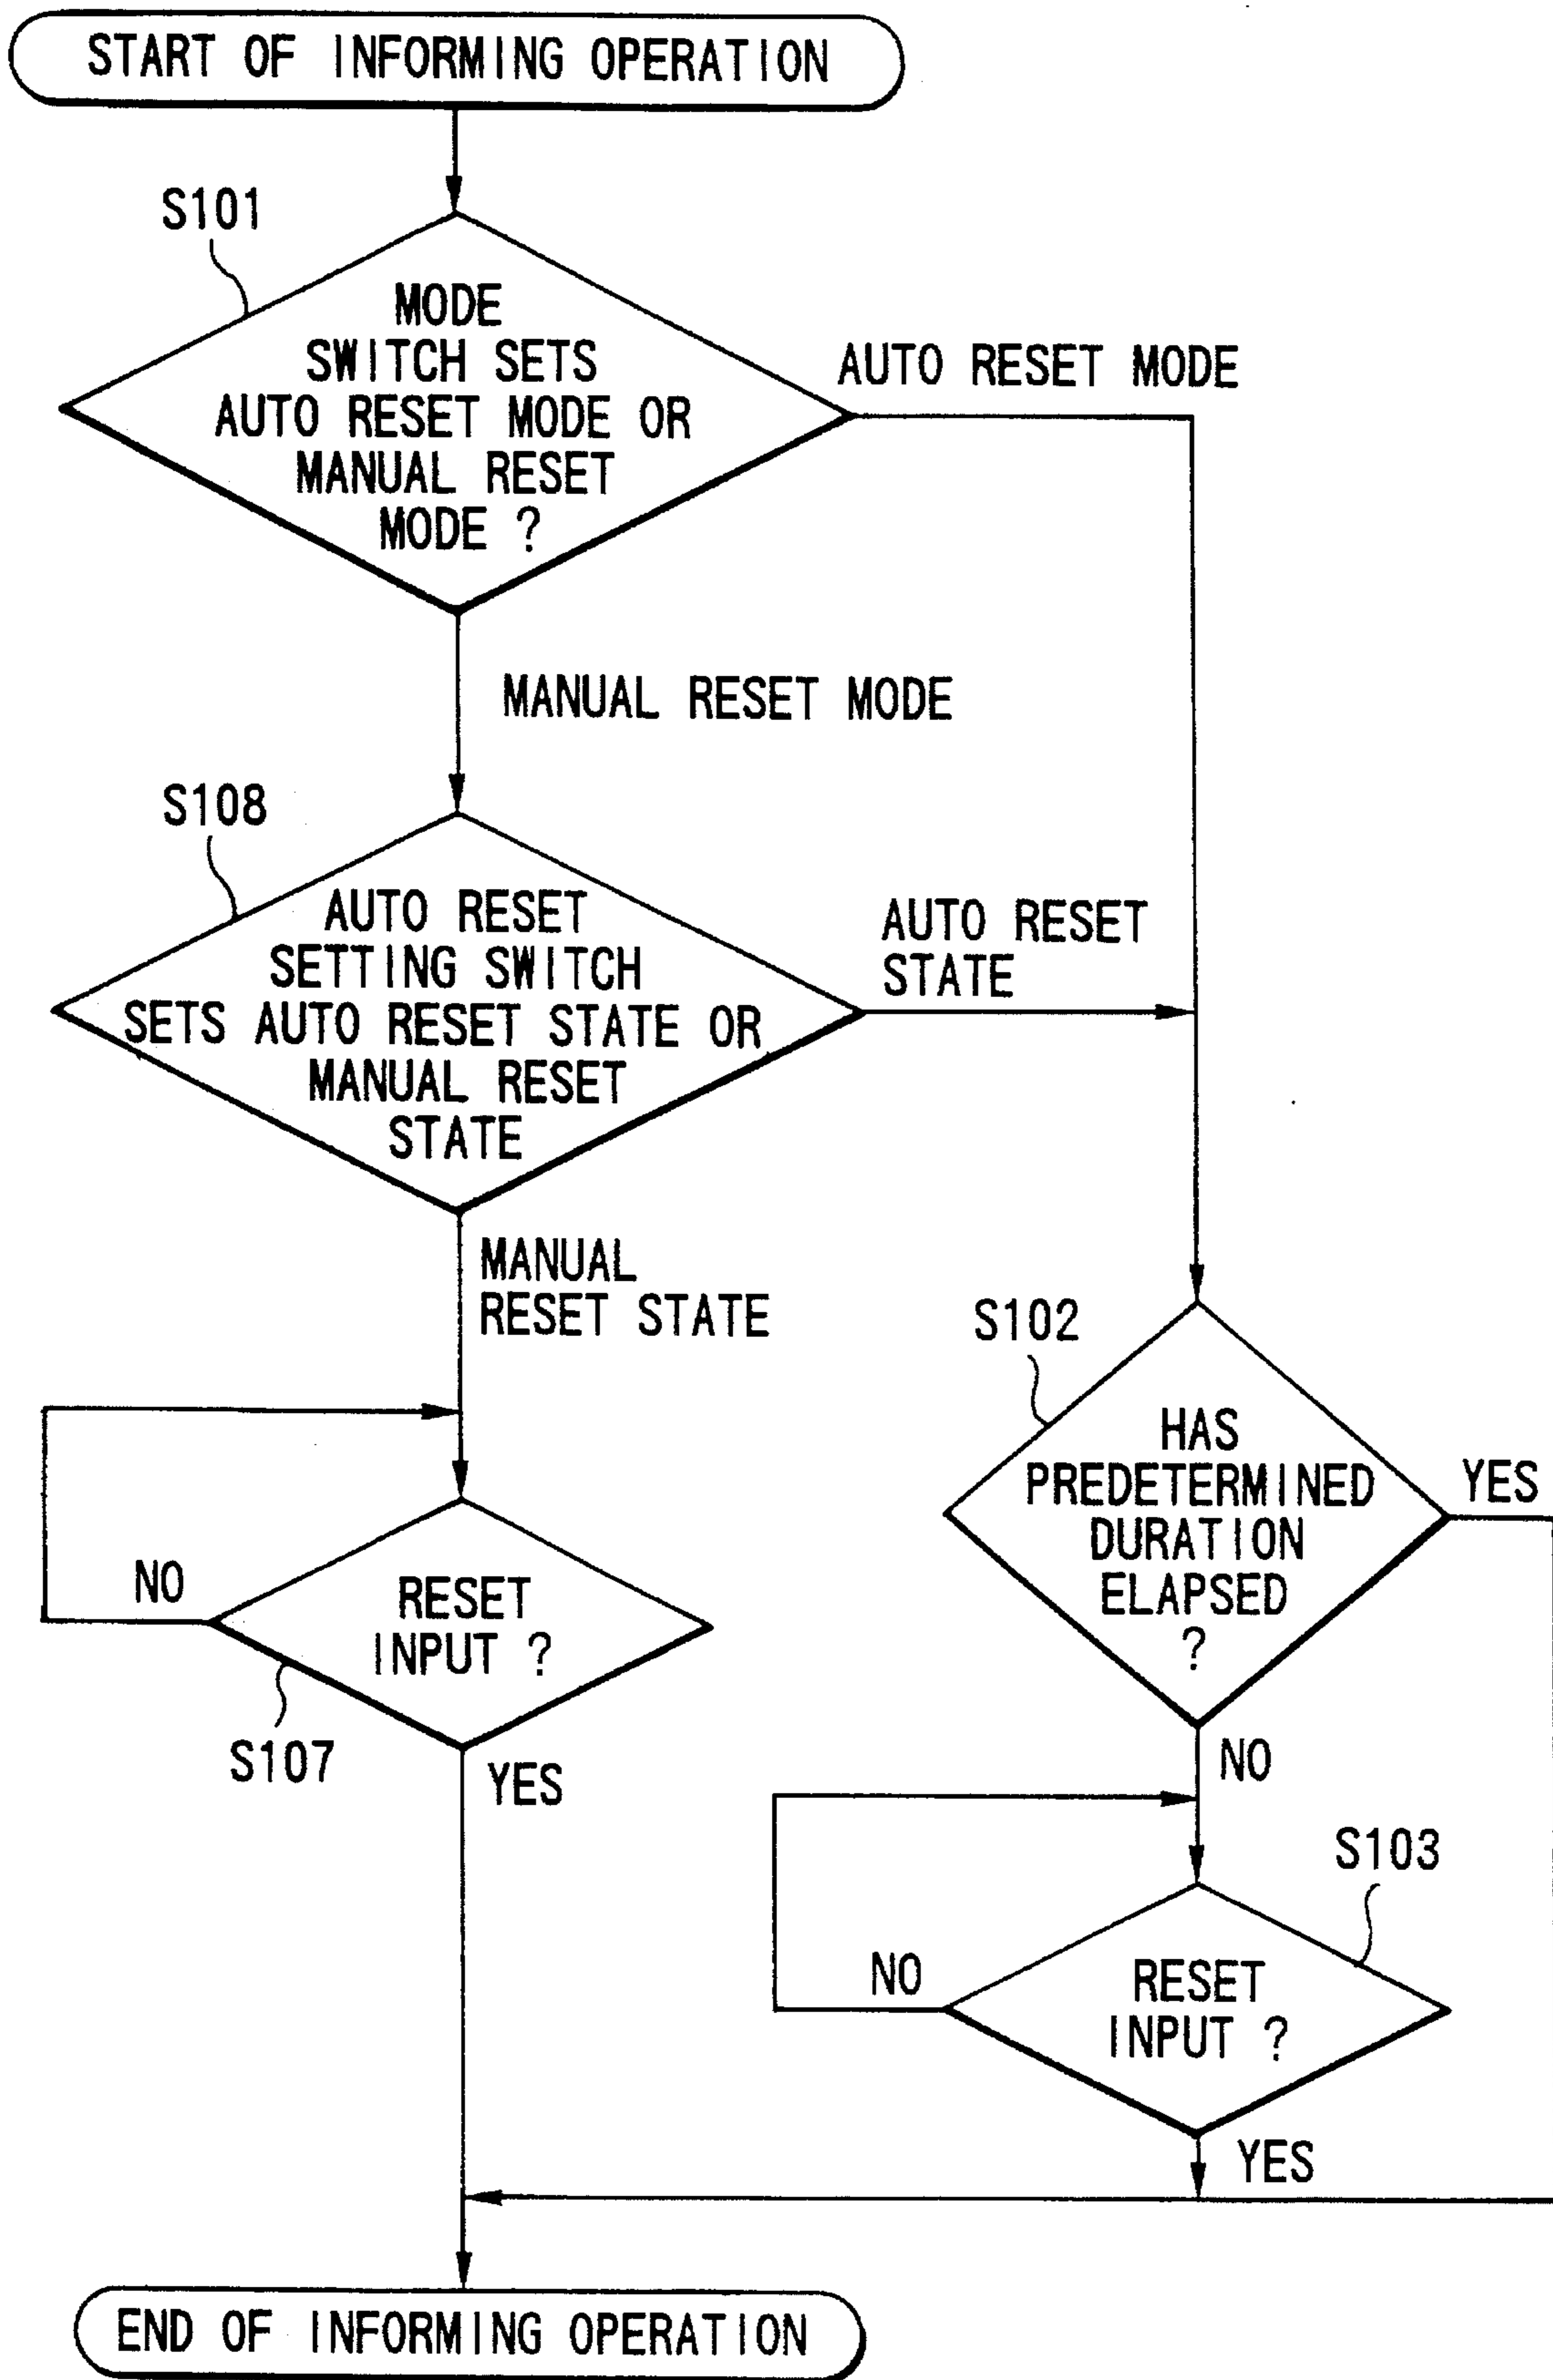 START OF INFORMING OPERATION
S101
MODE
SWITCH SETS
AUTO RESET MODE OR
MANUAL RESET
MODE ?
AUTO RESET MODE
MANUAL RESET MODE
S108
AUTO RESET
SETTING SWITCH
SETS AUTO RESET STATE OR
MANUAL RESET
STATE
AUTO RESET
STATE
MANUAL
RESET STATE
S102
HAS
PREDETERMINED
DURATION
ELAPSED
?
YES
NO
RESET
INPUT ?
S107
YES
NO
S103
NO
RESET
INPUT ?
YES
END OF INFORMING OPERATION